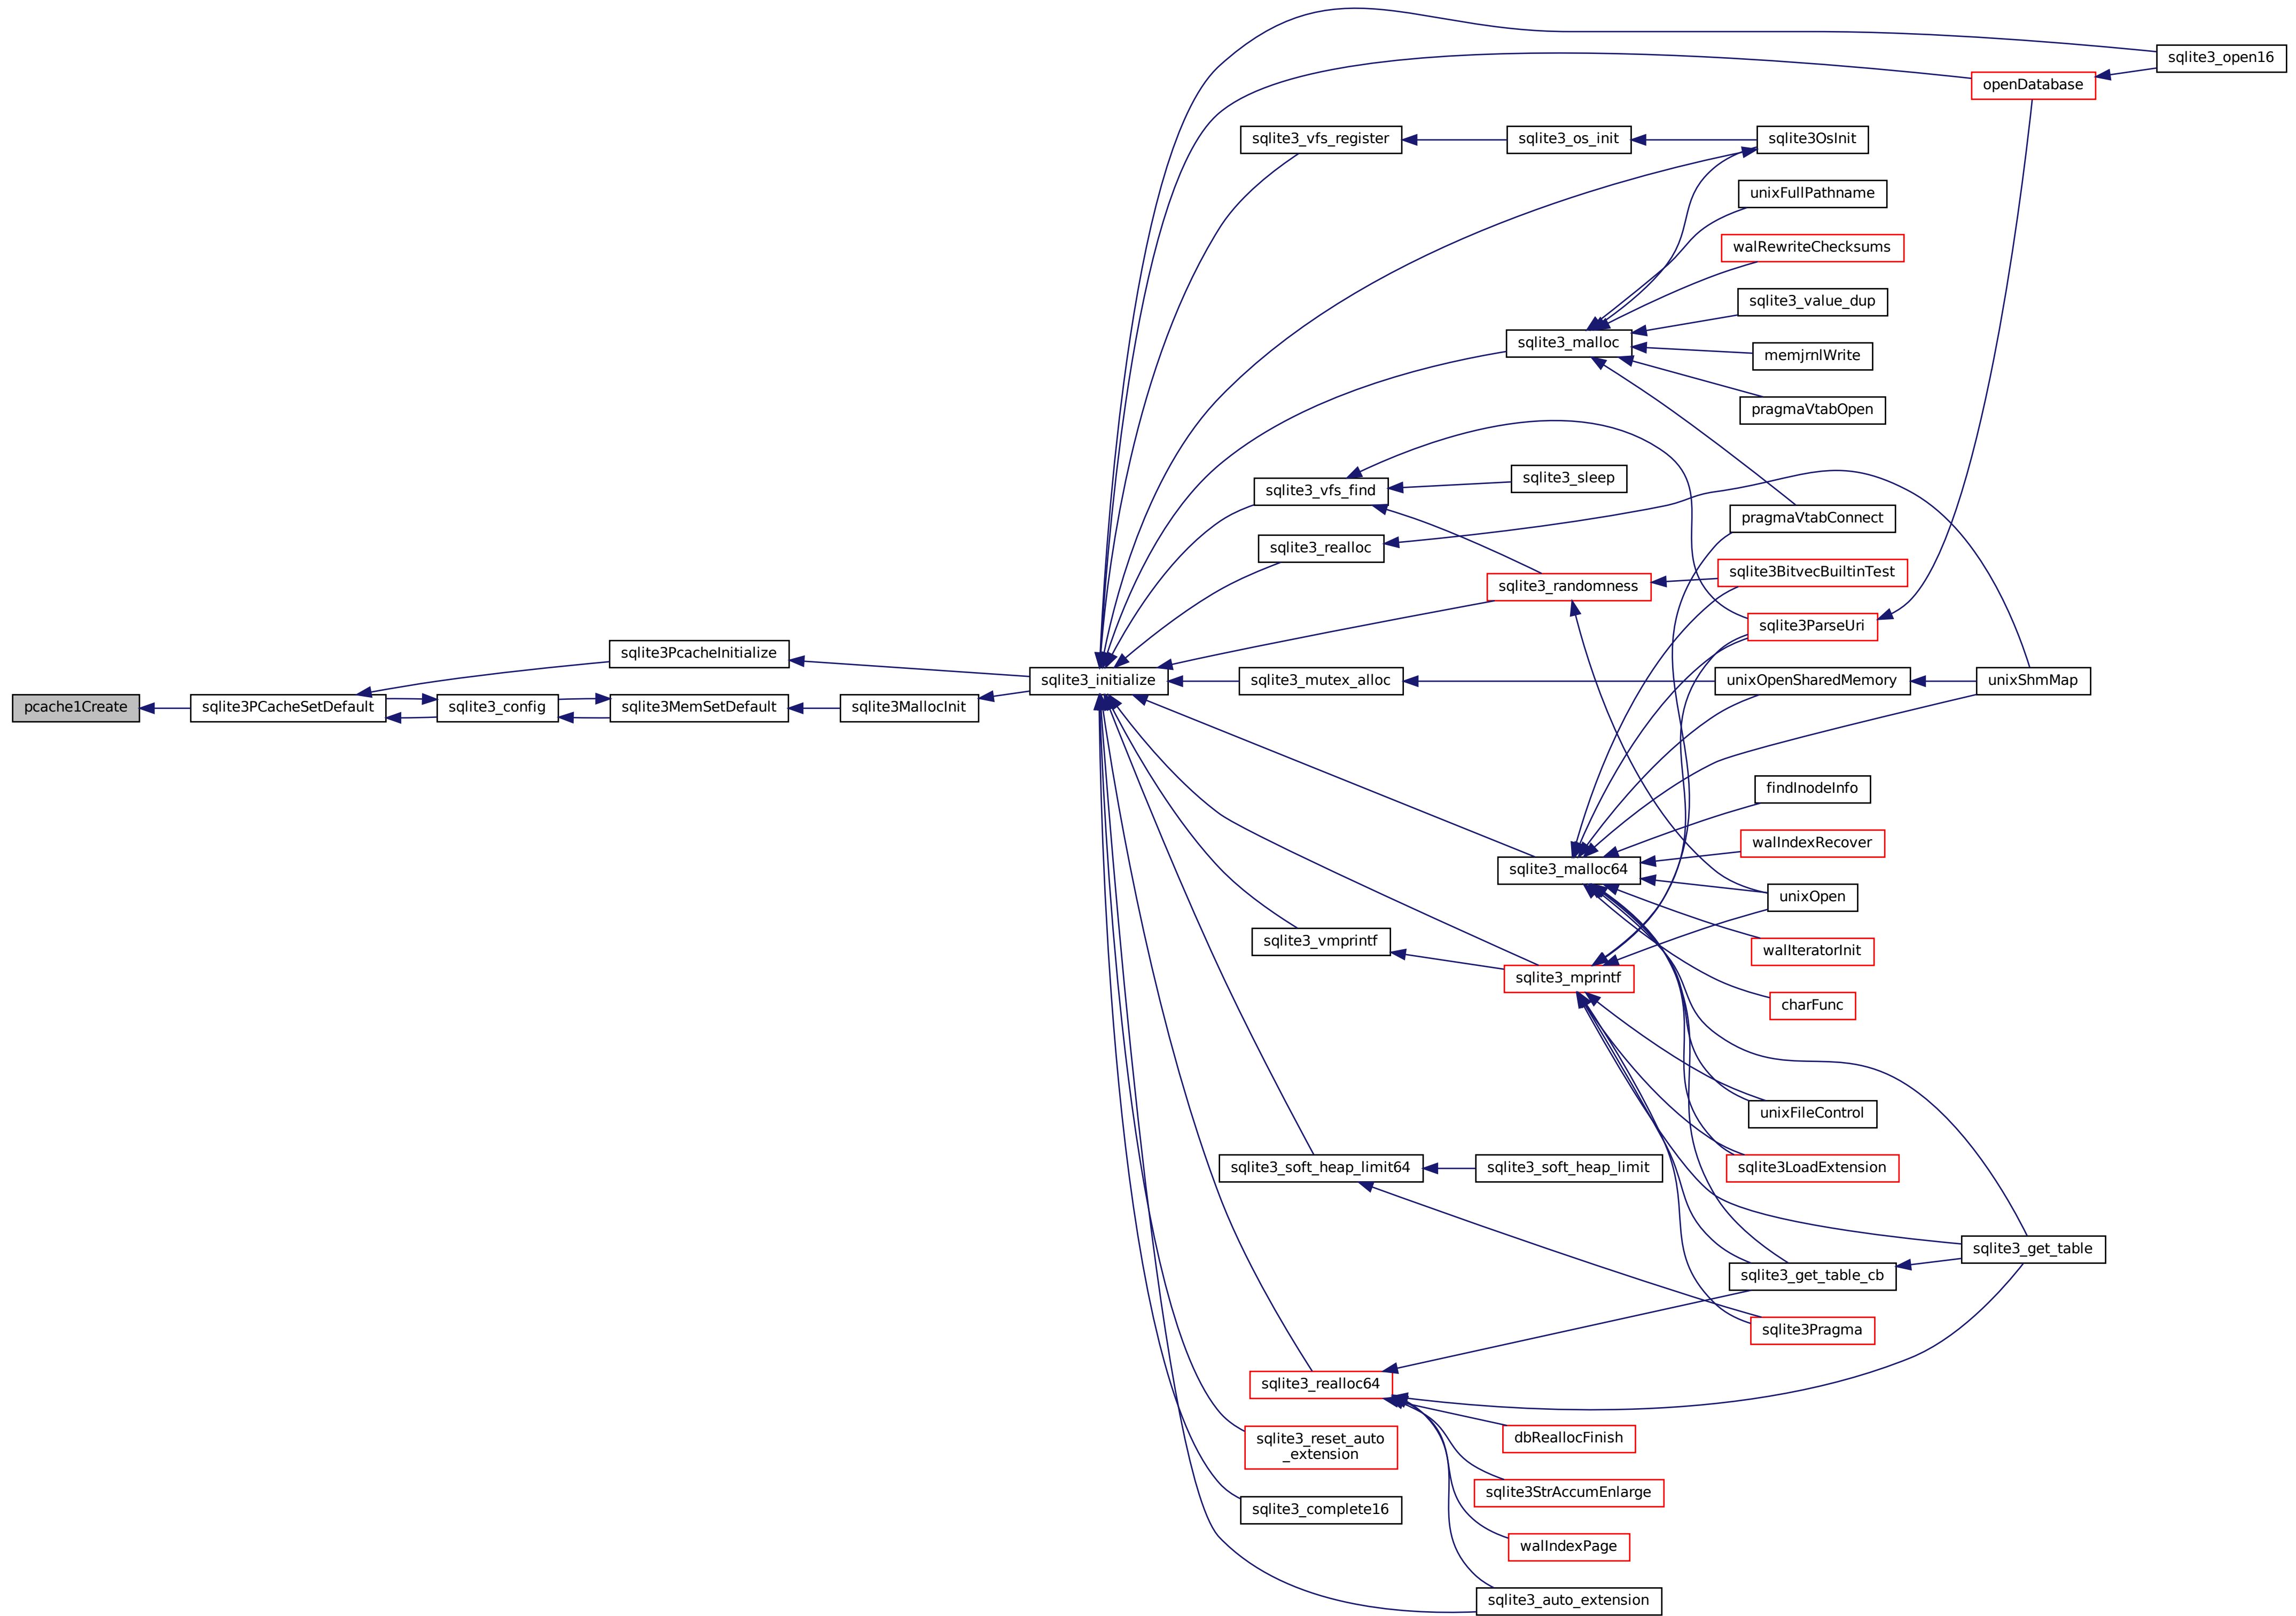 sqlite3_open16
openDatabase
sqlite3_vfs_register
sqlite3_os_init
sqlite3OsInit
unixFullPathname
walRewriteChecksums
sqlite3_value_dup
sqlite3_malloc
memjrnlWrite
pragmaVtabOpen
sqlite3_sleep
sqlite3_vfs_find
pragmaVtabConnect
sqlite3_realloc
sqlite3BitvecBuiltinTest
sqlite3_randomness
sqlite3ParseUri
sqlite3PcacheInitialize
sqlite3_initialize
sqlite3_mutex_alloc
unixOpenSharedMemory
unixShmMap
pcache1Create
sqlite3PCacheSetDefault
sqlite3_config
sqlite3MemSetDefault
sqlite3MallocInit
findInodeInfo
walIndexRecover
sqlite3_malloc64
unixOpen
sqlite3_vmprintf
walIteratorInit
sqlite3_mprintf
charFunc
unixFileControl
sqlite3_soft_heap_limit64
sqlite3_soft_heap_limit
sqlite3LoadExtension
sqlite3_get_table
sqlite3_get_table_cb
sqlite3Pragma
sqlite3_realloc64
dbReallocFinish
sqlite3_reset_auto
_extension
sqlite3StrAccumEnlarge
sqlite3_complete16
walIndexPage
sqlite3_auto_extension